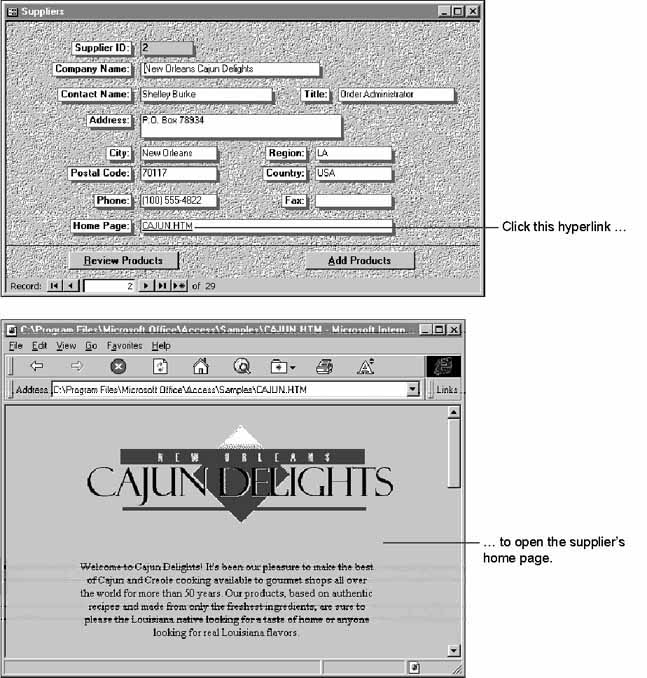 Suppliers
Supplier ID: 2
Company Name: New Orleans Cajun Delights
Contact Name: Shelley Burke Title: Order Administrator
Address: P.O. Box 78934
City: New Orleans Region: LA
Postal Code: 70117 Country: USA
Phone: (100) 555-4822 Fax:
Home Page: CAJUN.HTM
Click this hyperlink ...
Review Products Add Products
Record: 2 of 29
C:\Program Files\Microsoft Office\Access\Samples\CAJUN.HTM - Microsoft Intern...
File Edit View Go Favorites Help
Address C:\Program Files\Microsoft Office\Access\Samples\CAJUN.HTM Links
NEW ORLEANS
CAJUN DELIGHTS
... to open the supplier's
home page.
Welcome to Cajun Delights! It's been our pleasure to make the best
of Cajun and Creole cooking available to gourmet shops all over
the world for more than 50 years. Our products, based on authentic
recipes and made from only the freshest ingredients, are sure to
please the Louisiana native looking for a taste of home or anyone
looking for real Louisiana flavors.